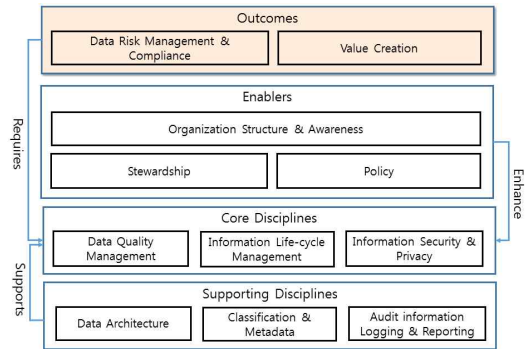 Outcomes
Data Risk Management &
Compliance
Value Creation
Requires
Enablers
Organization Structure & Awareness
Stewardship
Policy
Enhance
Core Disciplines
Data Quality
Management
Information Life-cycle
Management
Information Security &
Privacy
Supports
Supporting Disciplines
Data Architecture
Classification &
Metadata
Audit information
Logging & Reporting